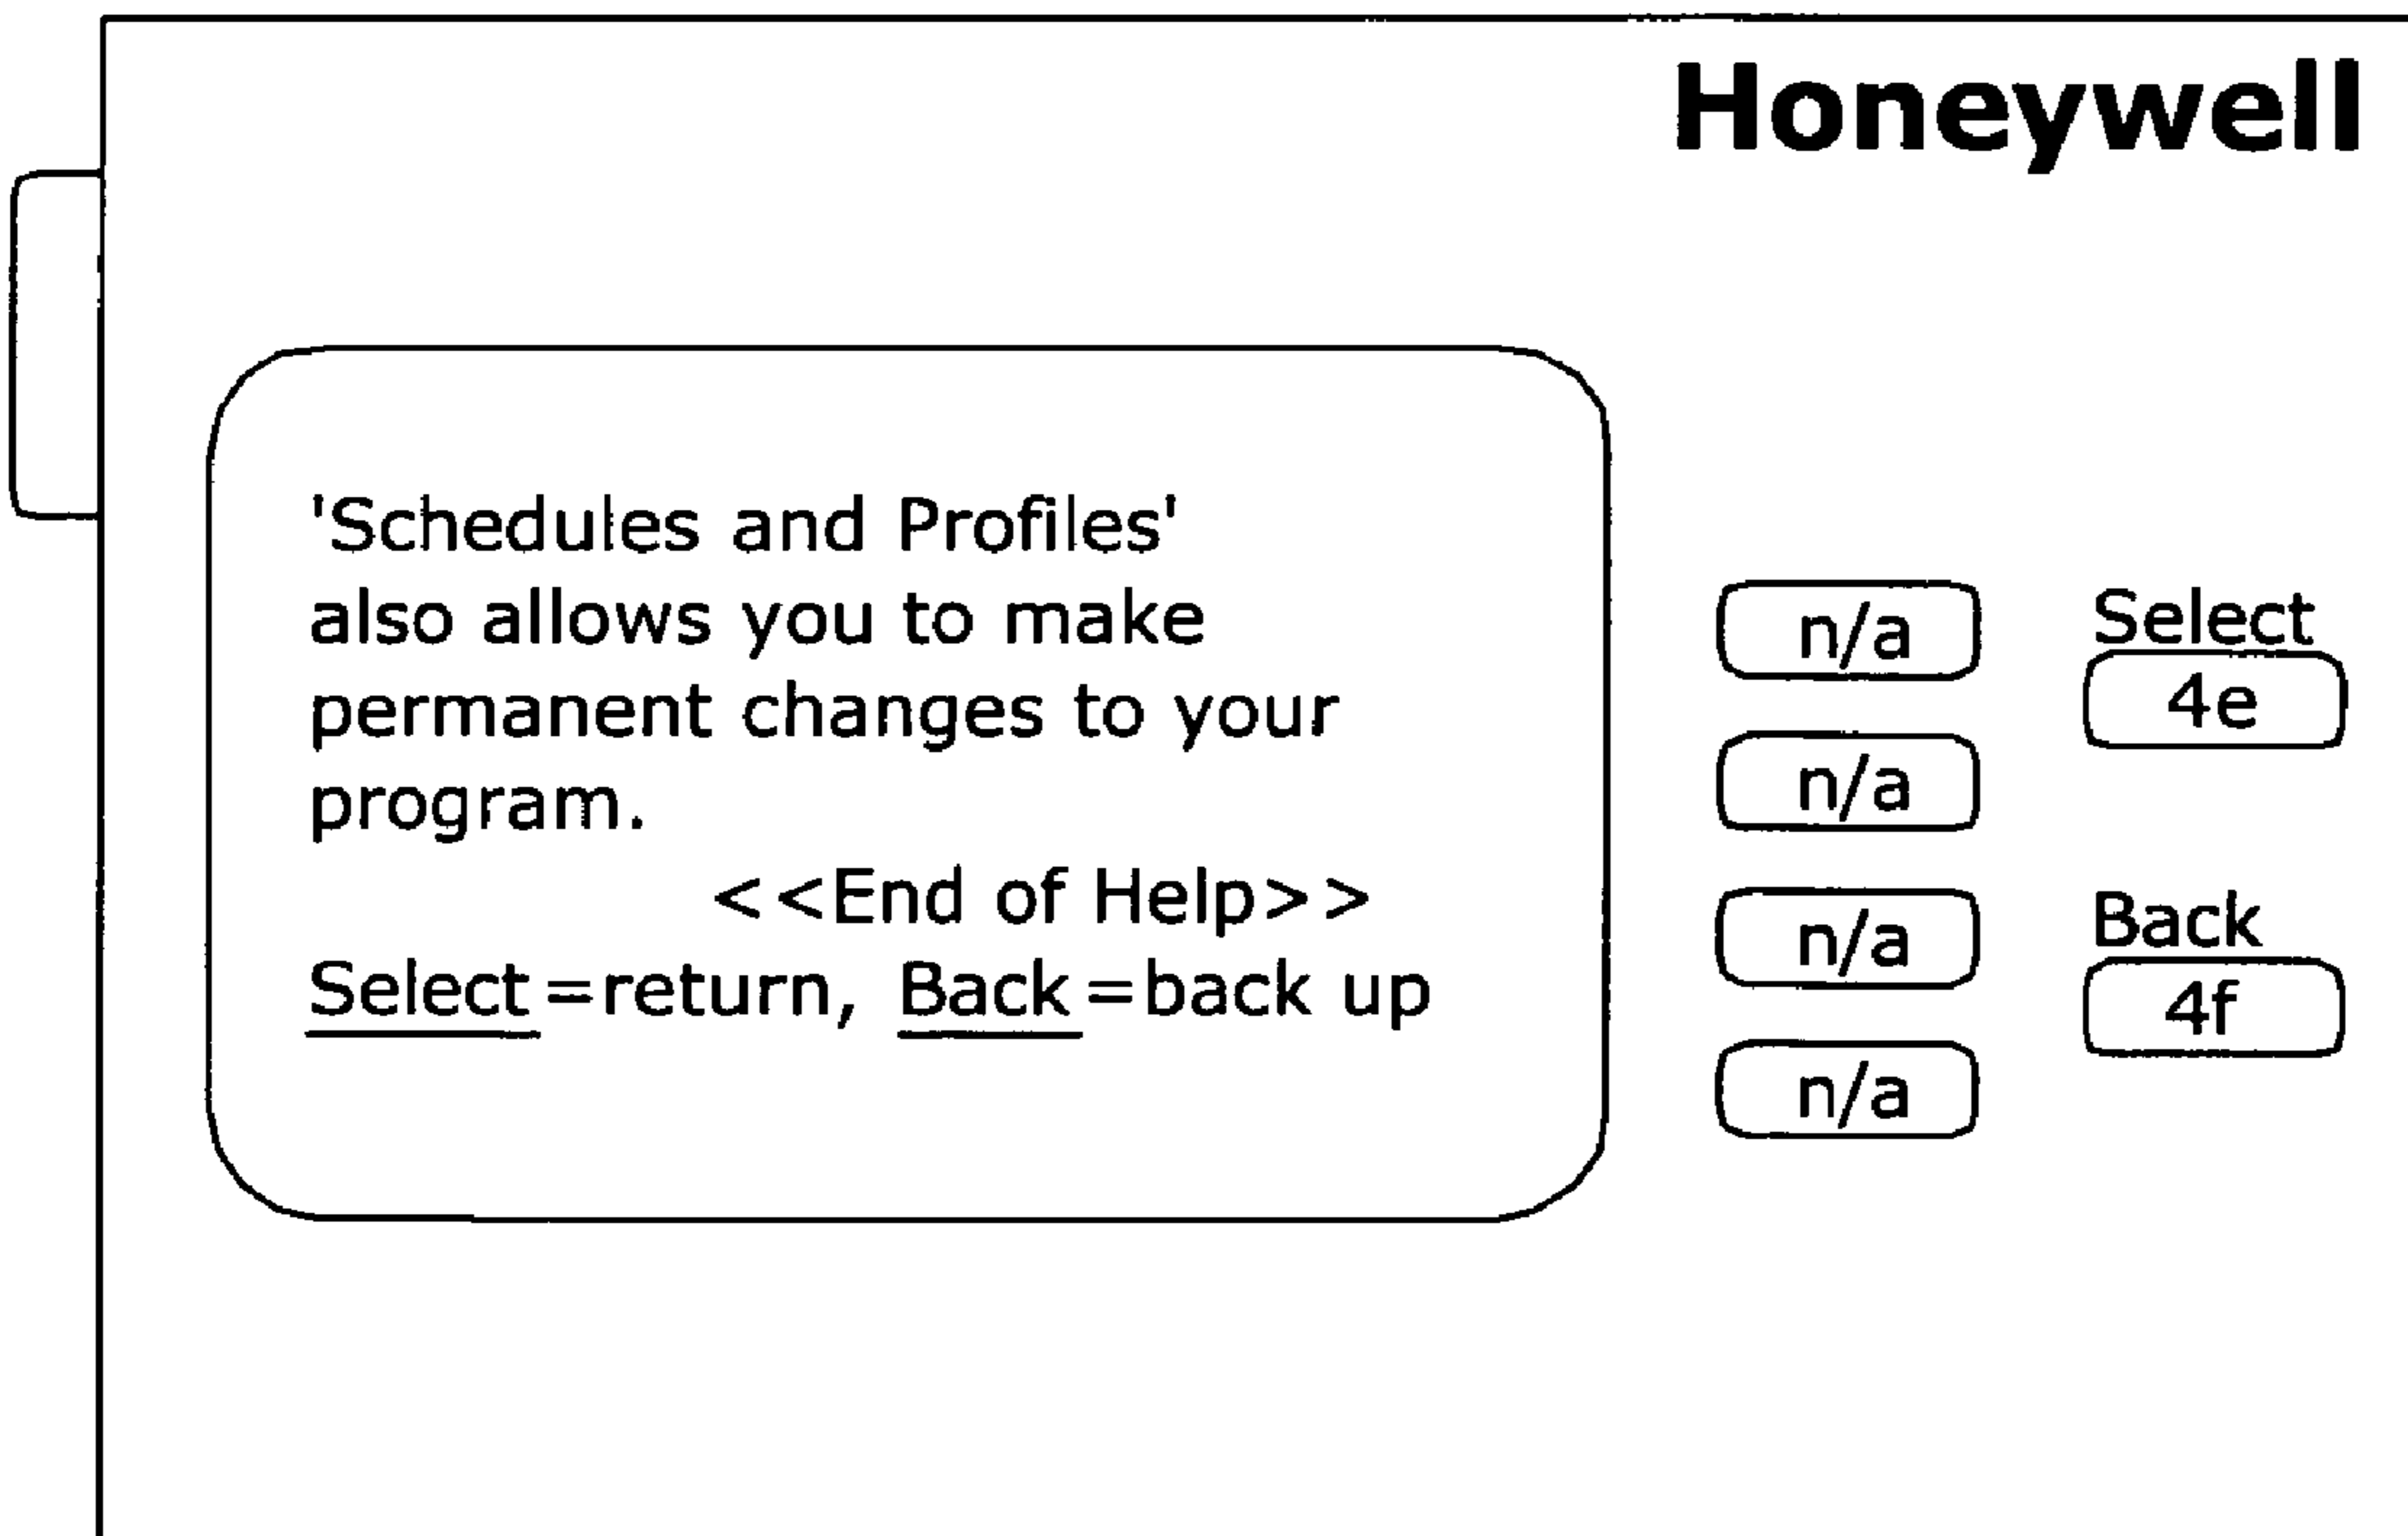 Honeywell
'Schedules and Profiles'
also allows you to make
permanent changes to your
program.
<<End of Help>>
Select=return, Back=back up
n/a
n/a
n/a
n/a
Select
4e
Back
4f